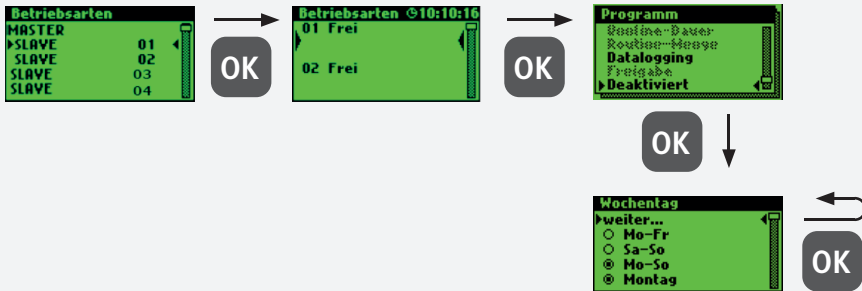 Betriebsarten
MASTER
SLAVE 01
SLAVE 02
SLAVE 03
SLAVE 04
OK
Betriebsarten 10:10:16
01 Frei
02 Frei
OK
Programm
Routine-Dauer
Routine-Menge
Datalogging
Freigabe
Deaktiviert
OK
Wochentag
weiter...
Mo-Fr
Sa-So
Mo-So
Montag
OK